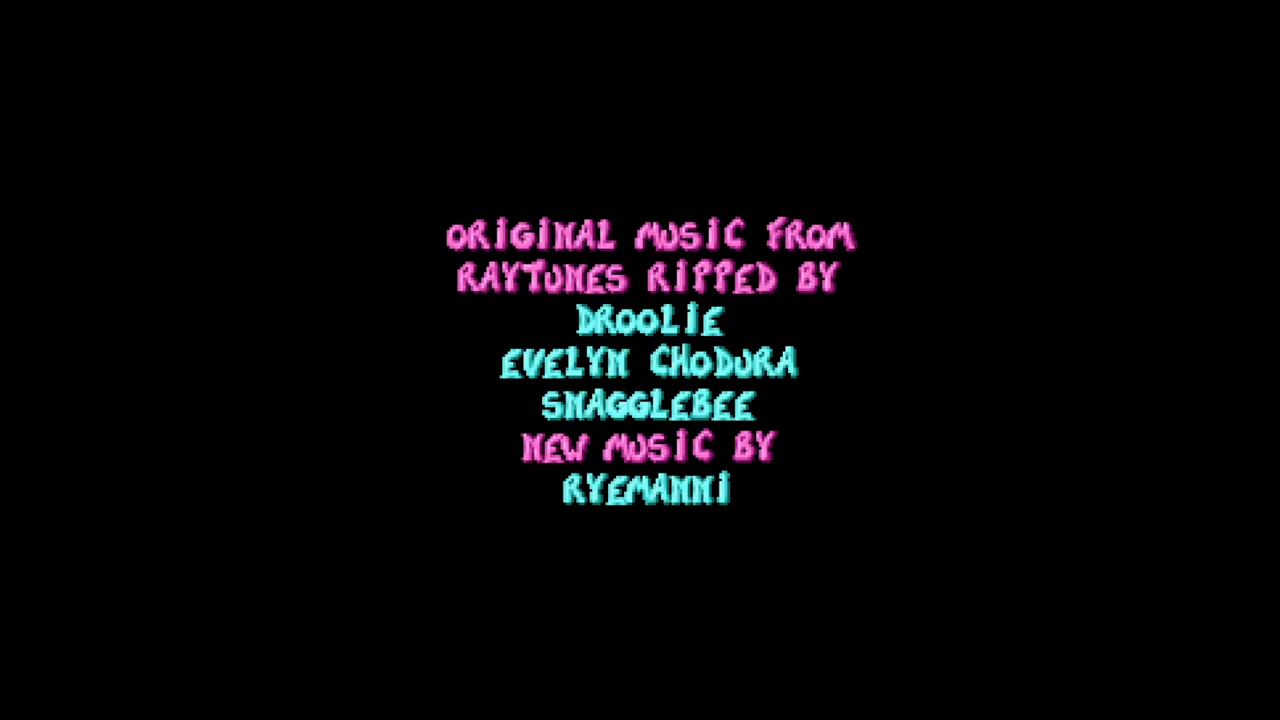 ORiGiNAL MUSiC FROM
RAYTUNES RiPPED BY
DROOLiE
EVELYN CHODURA
SNAGGLEBEE
NEW MUSiC BY
RYEMANNi